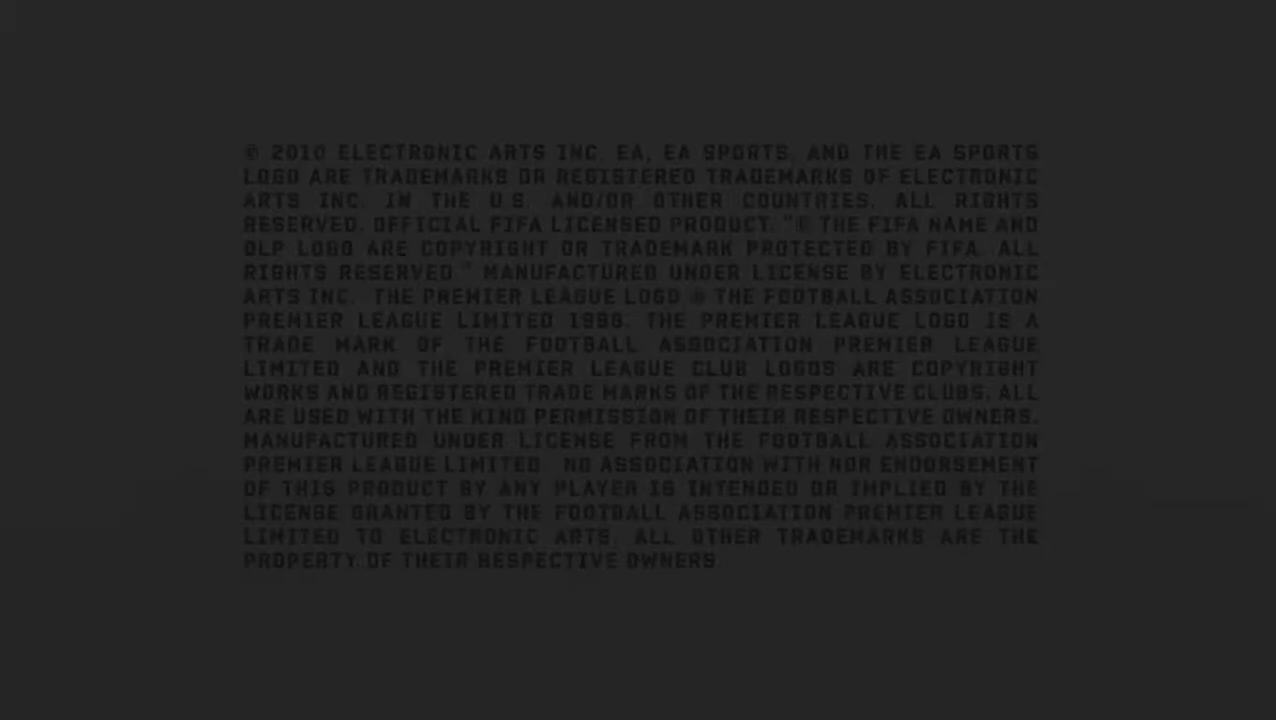 © 2010 ELECTRONIC ARTS INC. EA, EA SPORTS, AND THE EA SPORTS
LOGO ARE TRADEMARKS OR REGISTERED TRADEMARKS OF ELECTRONIC
ARTS INC. IN THE U.S. AND/OR OTHER COUNTRIES. ALL RIGHTS
RESERVED. OFFICIAL FIFA LICENSED PRODUCT. "© THE FIFA NAME AND
OLP LOGO ARE COPYRIGHT OR TRADEMARK PROTECTED BY FIFA. ALL
RIGHTS RESERVED." MANUFACTURED UNDER LICENSE BY ELECTRONIC
ARTS INC. THE PREMIER LEAGUE LOGO © THE FOOTBALL ASSOCIATION
PREMIER LEAGUE LIMITED 1996. THE PREMIER LEAGUE LOGO IS A
TRADE MARK OF THE FOOTBALL ASSOCIATION PREMIER LEAGUE
LIMITED AND THE PREMIER LEAGUE CLUB LOGOS ARE COPYRIGHT
WORKS AND REGISTERED TRADE MARKS OF THE RESPECTIVE CLUBS. ALL
ARE USED WITH THE KIND PERMISSION OF THEIR RESPECTIVE OWNERS.
MANUFACTURED UNDER LICENSE FROM THE FOOTBALL ASSOCIATION
PREMIER LEAGUE LIMITED. NO ASSOCIATION WITH NOR ENDORSEMENT
OF THIS PRODUCT BY ANY PLAYER IS INTENDED OR IMPLIED BY THE
LICENSE GRANTED BY THE FOOTBALL ASSOCIATION PREMIER LEAGUE
LIMITED TO ELECTRONIC ARTS. ALL OTHER TRADEMARKS ARE THE
PROPERTY OF THEIR RESPECTIVE OWNERS.